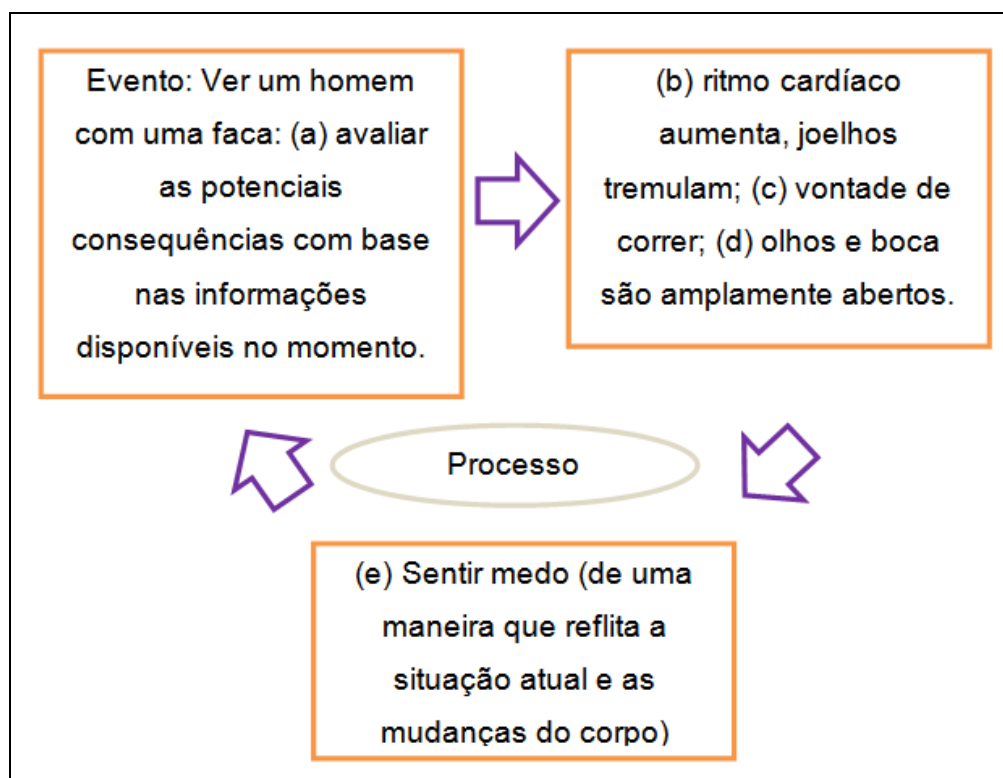 Evento: Ver um homem
com uma faca: (a) avaliar
as potenciais
consequências com base
nas informações
disponíveis no momento.
(b) ritmo cardíaco
aumenta, joelhos
tremulam; (c) vontade de
correr; (d) olhos e boca
são amplamente abertos.
Processo
(e) Sentir medo (de uma
maneira que reflita a
situação atual e as
mudanças do corpo)